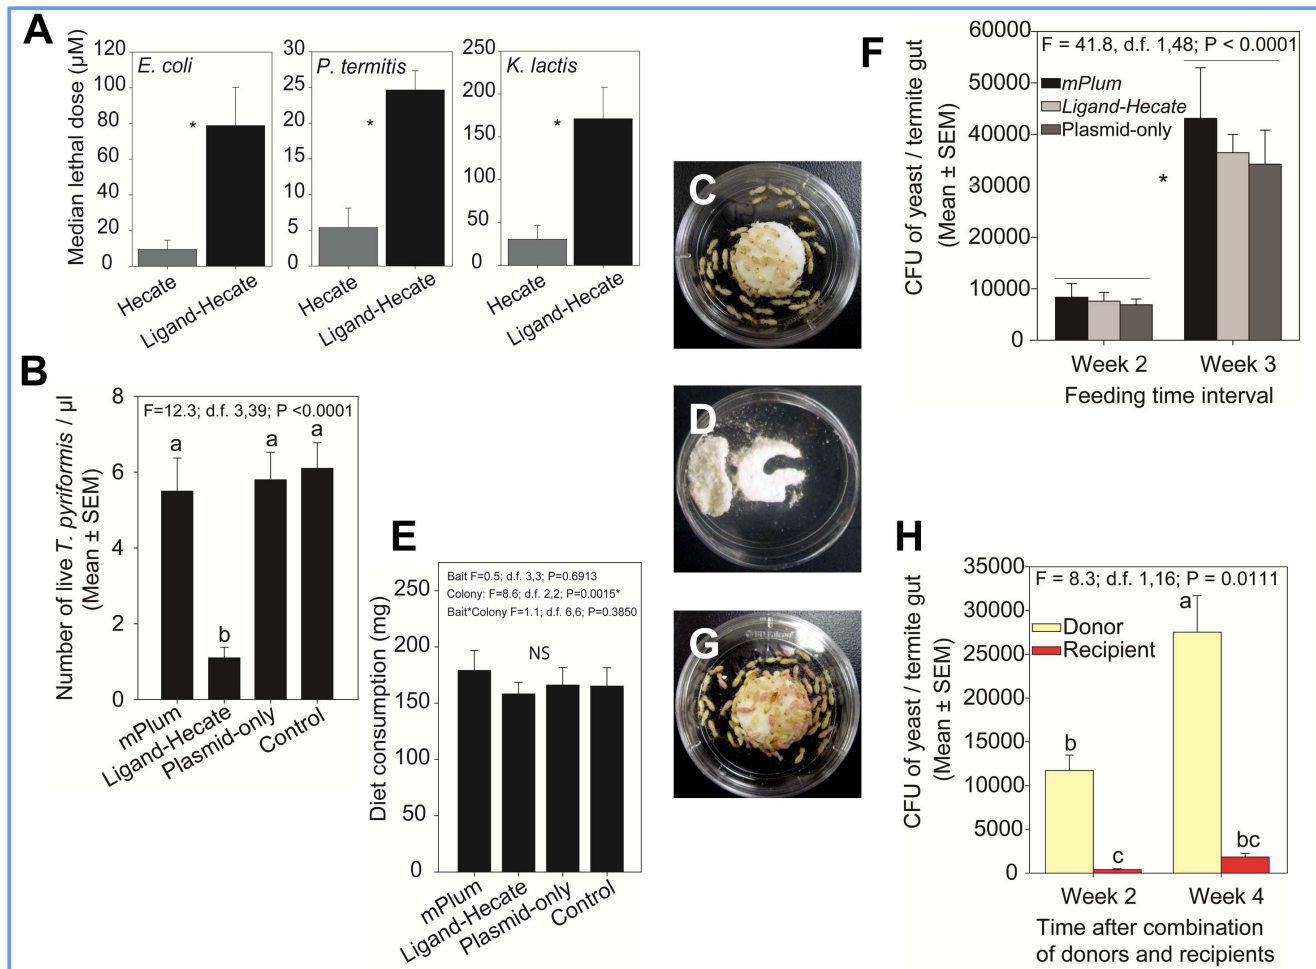 A
Median lethal dose (µM)
120
100
80
60
40
20
0
E. coli
*
Hecate
Ligand-Hecate
30
25
20
15
10
5
0
P. termitis
*
Hecate
Ligand-Hecate
250
200
150
100
50
0
K. lactis
*
Hecate
Ligand-Hecate
B
Number of live T. pyriformis / µl
(Mean ± SEM)
8
6
4
2
0
F=12.3; d.f. 3,39; P <0.0001
a
b
a
a
mPlum
Ligand-Hecate
Plasmid-only
Control
C
D
E
Diet consumption (mg)
250
200
150
100
50
0
Bait F=0.5; d.f. 3,3; P=0.6913
Colony: F=8.6; d.f. 2,2; P=0.0015*
Bait*Colony F=1.1; d.f. 6,6; P=0.3850
NS
mPlum
Ligand-Hecate
Plasmid-only
Control
F
CFU of yeast / termite gut
(Mean ± SEM)
60000
50000
40000
30000
20000
10000
0
F = 41.8, d.f. 1,48; P < 0.0001
mPlum
Ligand-Hecate
Plasmid-only
*
Week 2
Week 3
Feeding time interval
G
H
CFU of yeast / termite gut
(Mean ± SEM)
35000
30000
25000
20000
15000
10000
5000
0
F = 8.3; d.f. 1,16; P = 0.0111
Donor
Recipient
b
c
a
bc
Week 2
Week 4
Time after combination
of donors and recipients